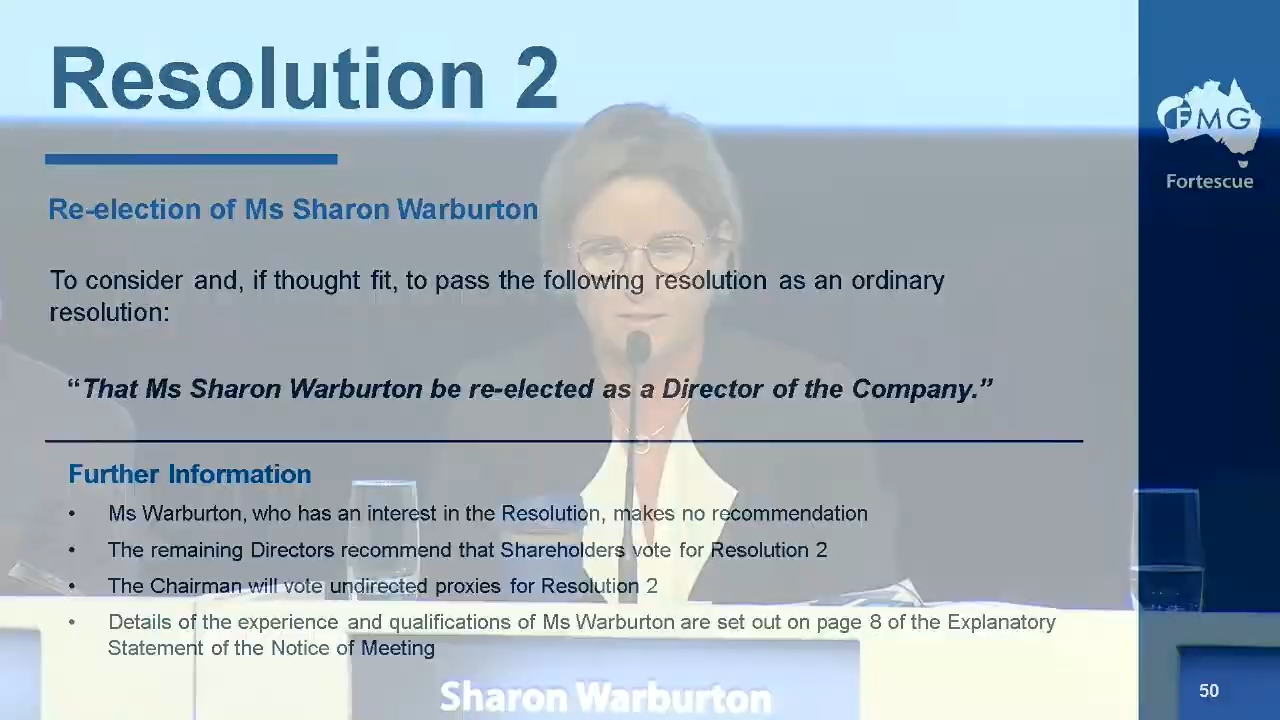 Resolution 2
FMG
Fortescue
Re-election of Ms Sharon Warburton
To consider and, if thought fit, to pass the following resolution as an ordinary
resolution:
“That Ms Sharon Warburton be re-elected as a Director of the Company.”
Further Information
• Ms Warburton, who has an interest in the Resolution, makes no recommendation
• The remaining Directors recommend that Shareholders vote for Resolution 2
• The Chairman will vote undirected proxies for Resolution 2
• Details of the experience and qualifications of Ms Warburton are set out on page 8 of the Explanatory
Statement of the Notice of Meeting
Sharon Warburton
50